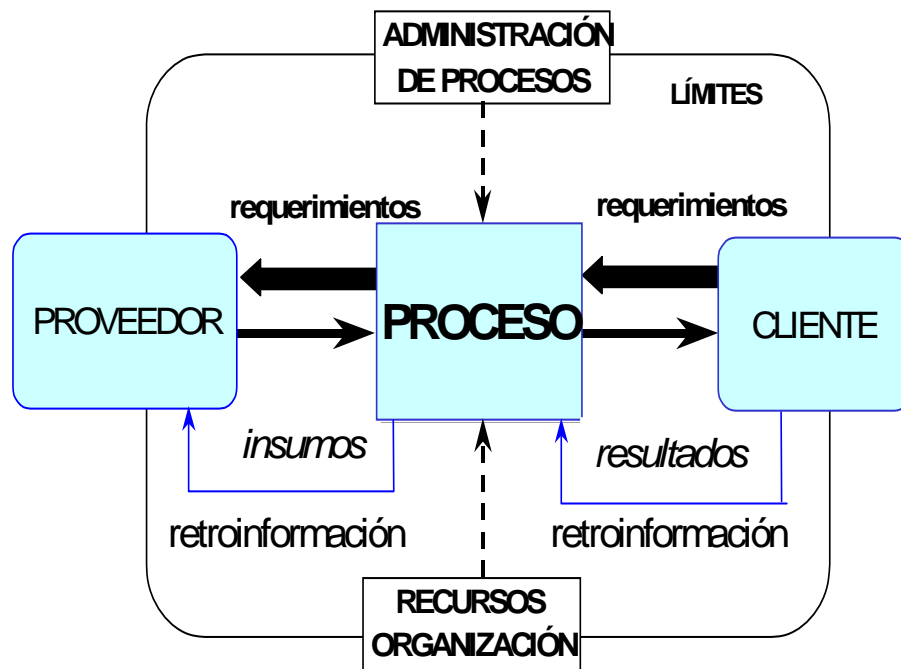 ADMINISTRACIÓN
DE PROCESOS
LÍMITES
requerimientos
requerimientos
PROVEEDOR
PROCESO
CLIENTE
insumos
resultados
retroinformación
retroinformación
RECURSOS
ORGANIZACIÓN